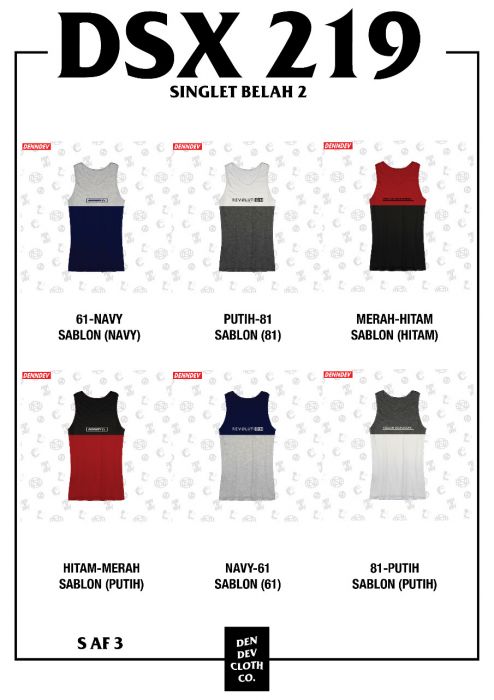 DSX 219
SINGLET BELAH 2
DENNDEV
DENNDEV
DENNDEV
REVOLUT
61-NAVY
SABLON (NAVY)
PUTIH-81
SABLON (81)
MERAH-HITAM
SABLON (HITAM)
DENNDEV
DENNDEV
DENNDEV
REVOLUT
HITAM-MERAH
SABLON (PUTIH)
NAVY-61
SABLON (61)
81-PUTIH
SABLON (PUTIH)
S AF 3
DEN
DEV
CLOTH
CO.